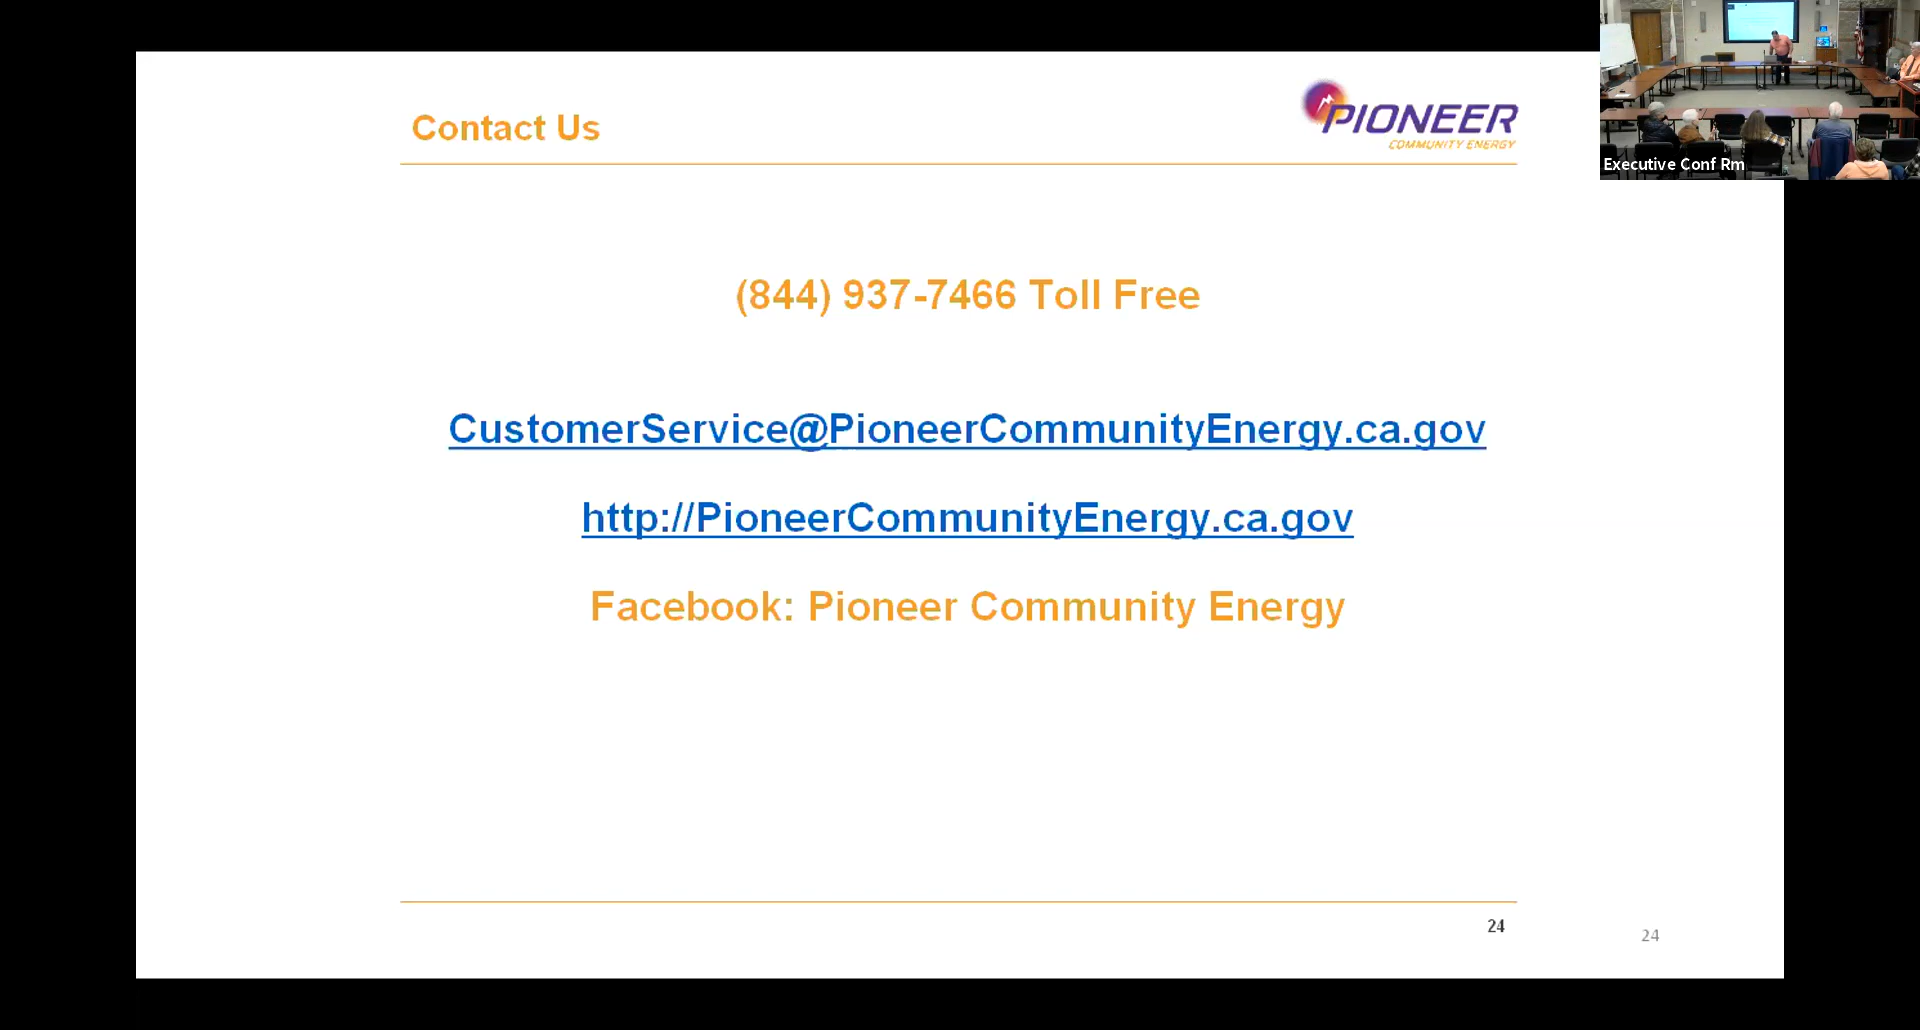 Contact Us
PIONEER
COMMUNITY ENERGY
Executive Conf Rm
(844) 937-7466 Toll Free
CustomerService@PioneerCommunityEnergy.ca.gov
http://PioneerCommunityEnergy.ca.gov
Facebook: Pioneer Community Energy
24
24